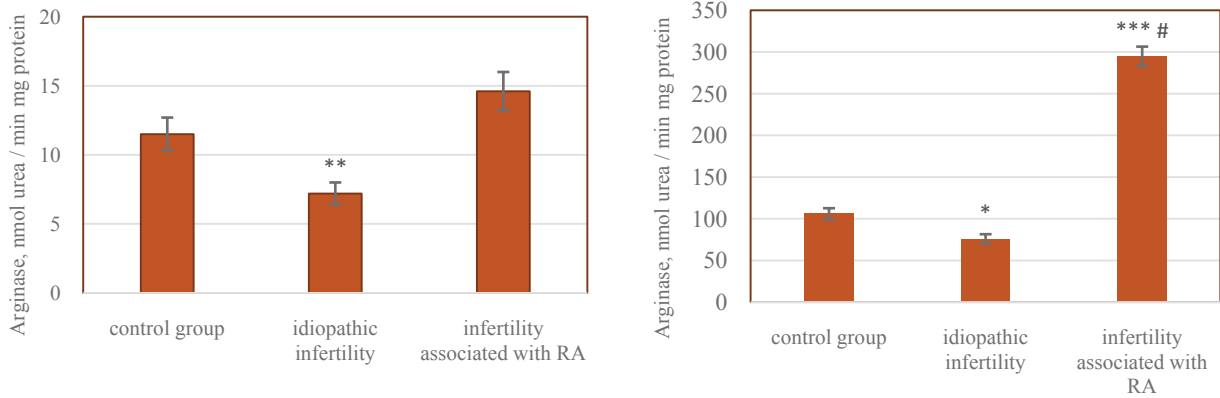 Arginase, nmol urea / min mg protein
20
15
10
5
0
**
control group
idiopathic
infertility
infertility
associated with RA
Arginase, nmol urea / min mg protein
350
300
250
200
150
100
50
0
*
*** #
control group
idiopathic
infertility
infertility
associated with
RA